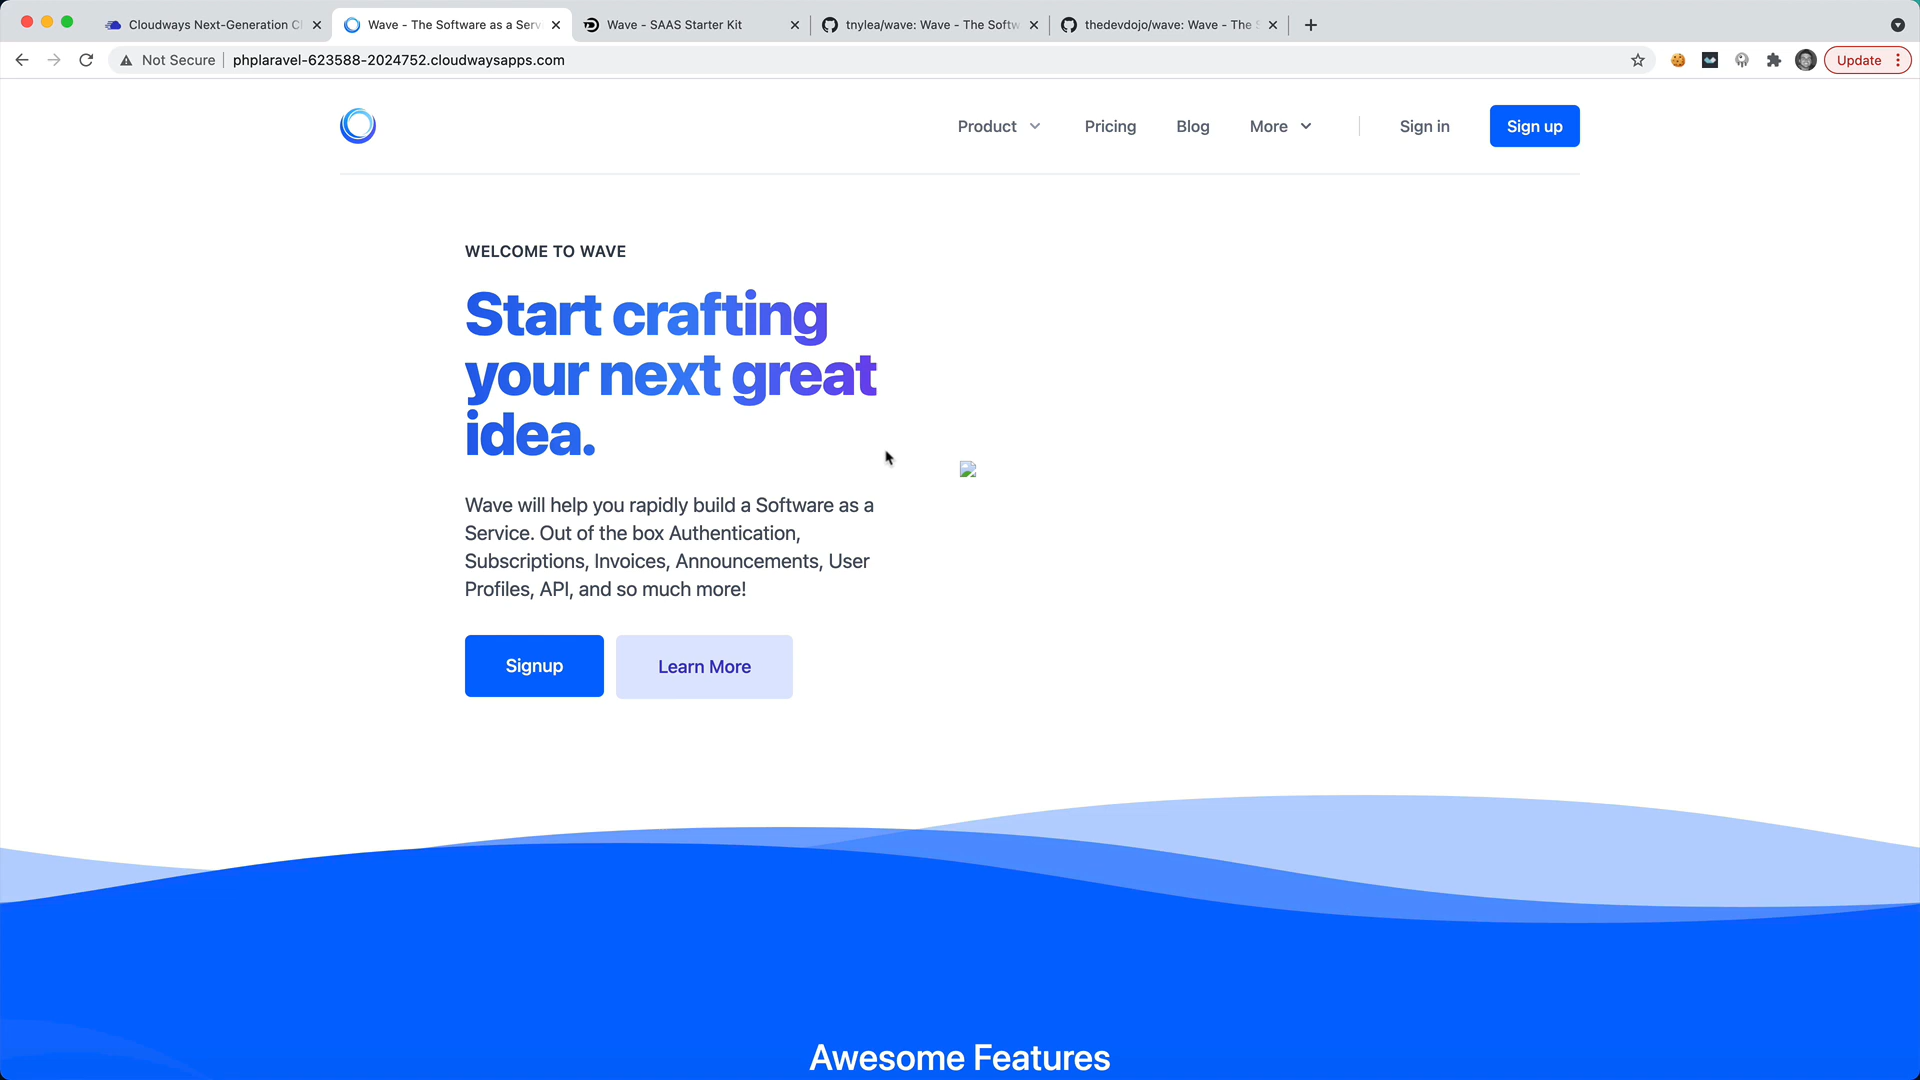 Cloudways Next-Generation Cl
Wave - The Software as a Serv
Wave - SAAS Starter Kit
tnylea/wave: Wave - The Softw
thedevdojo/wave: Wave - The S
Not Secure
phplaravel-623588-2024752.cloudwaysapps.com
Update
Product
Pricing
Blog
More
Sign in
Sign up
WELCOME TO WAVE
Start crafting
your next great
idea.
Wave will help you rapidly build a Software as a
Service. Out of the box Authentication,
Subscriptions, Invoices, Announcements, User
Profiles, API, and so much more!
Signup
Learn More
Awesome Features